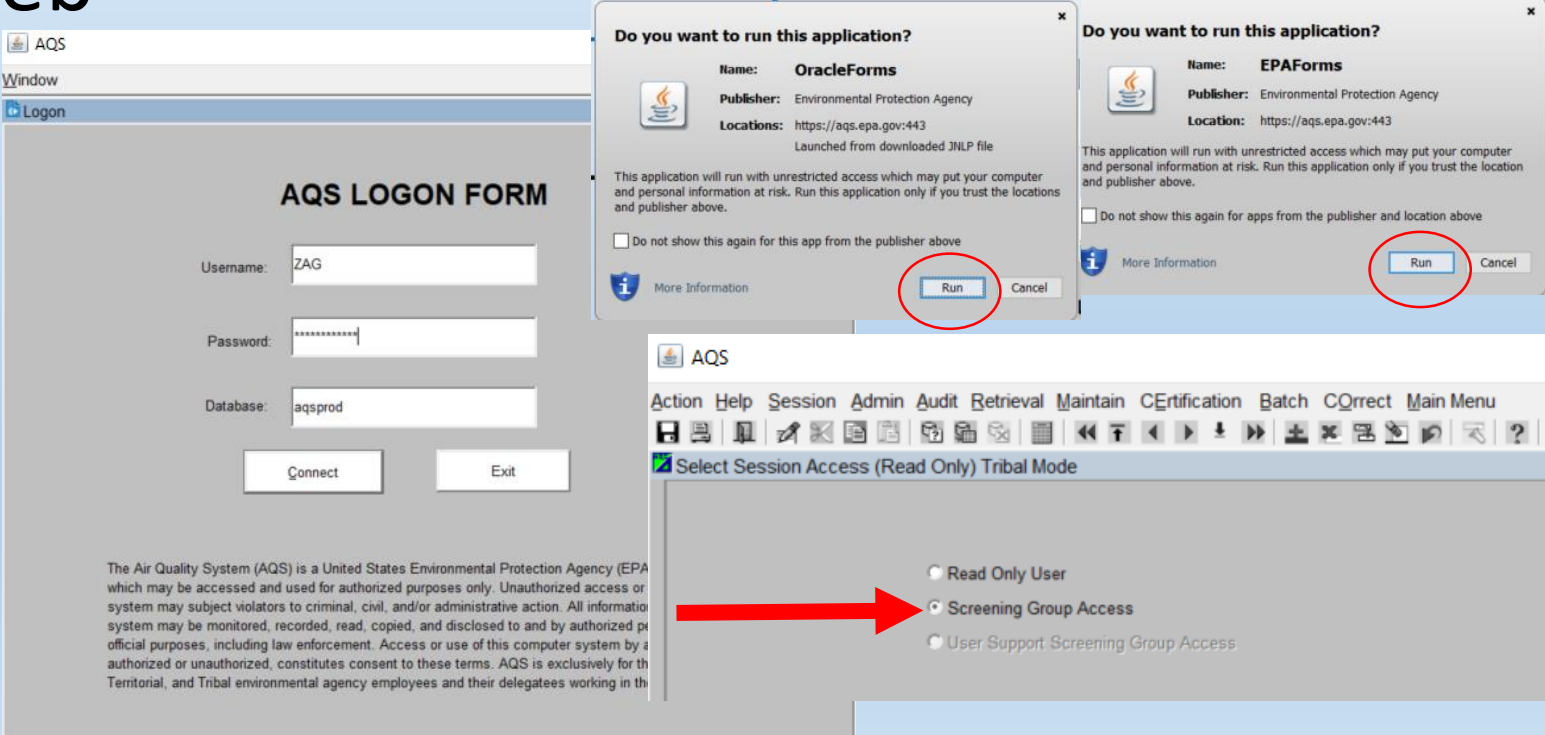 AQS
Window
Logon
AQS LOGON FORM
Username: ZAG
Password: ************
Database: aqsprod
Connect Exit
The Air Quality System (AQS) is a United States Environmental Protection Agency (EPA
which may be accessed and used for authorized purposes only. Unauthorized access or
system may subject violators to criminal, civil, and/or administrative action. All
system may be monitored, recorded, read, copied, and disclosed to and by authorized
official purposes, including law enforcement. Access or use of this computer system by
authorized or unauthorized, constitutes consent to these terms. AQS is exclusively for
Territorial, and Tribal environmental agency employees and their delegatees working in
Do you want to run this application?
Name: OracleForms
Publisher: Environmental Protection Agency
Locations: https://aqs.epa.gov:443
Launched from downloaded JNLP file
This application will run with unrestricted access which may put your computer
and personal information at risk. Run this application only if you trust the locations
and publisher above.
Do not show this again for this app from the publisher above
More Information Run Cancel
Do you want to run this application?
Name: EPAForms
Publisher: Environmental Protection Agency
Location: https://aqs.epa.gov:443
This application will run with unrestricted access which may put your computer
and personal information at risk. Run this application only if you trust the location
and publisher above.
Do not show this again for apps from the publisher and location above
More Information Run Cancel
AQS
Action Help Session Admin Audit Retrieval Maintain CErtification Batch COrrect Main Menu
Select Session Access (Read Only) Tribal Mode
Read Only User
Screening Group Access
User Support Screening Group Access